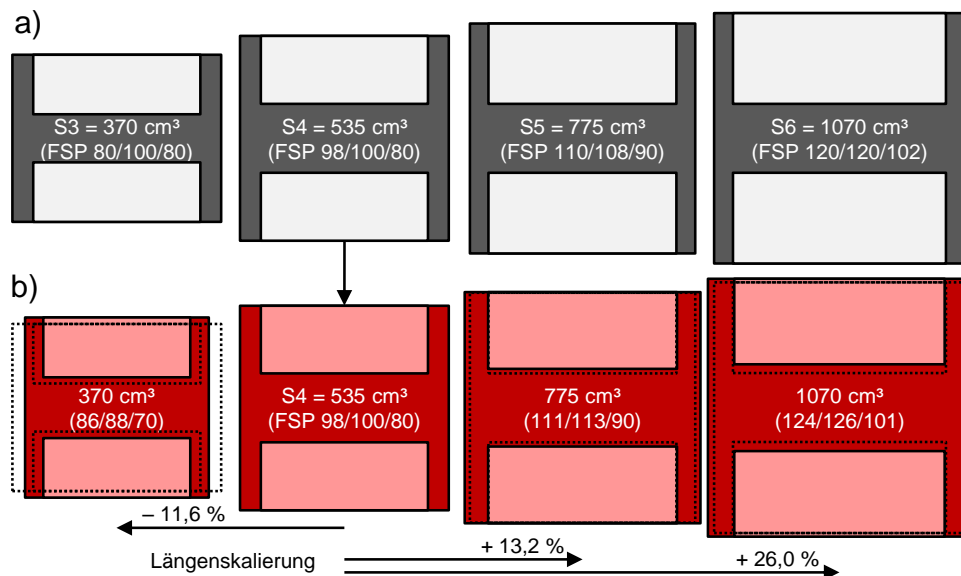 a)
S3 = 370 cm³
(FSP 80/100/80)
S4 = 535 cm³
(FSP 98/100/80)
S5 = 775 cm³
(FSP 110/108/90)
S6 = 1070 cm³
(FSP 120/120/102)
b)
370 cm³
(86/88/70)
S4 = 535 cm³
(FSP 98/100/80)
775 cm³
(111/113/90)
1070 cm³
(124/126/101)
– 11,6 %
Längenskalierung
+ 13,2 %
+ 26,0 %